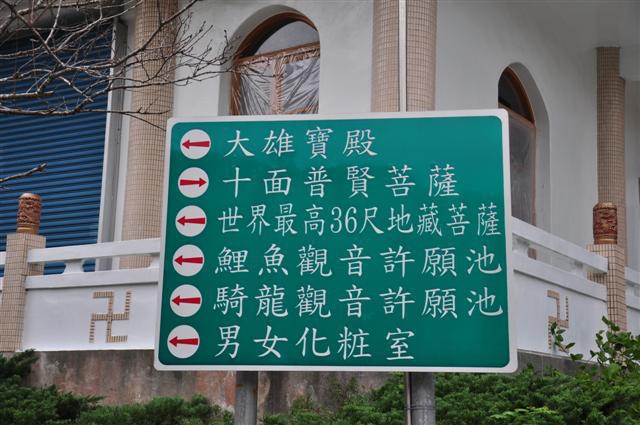 ← 大雄寶殿
→ 十面普賢菩薩
← 世界最高36尺地藏菩薩
← 鯉魚觀音許願池
← 騎龍觀音許願池
← 男女化粧室